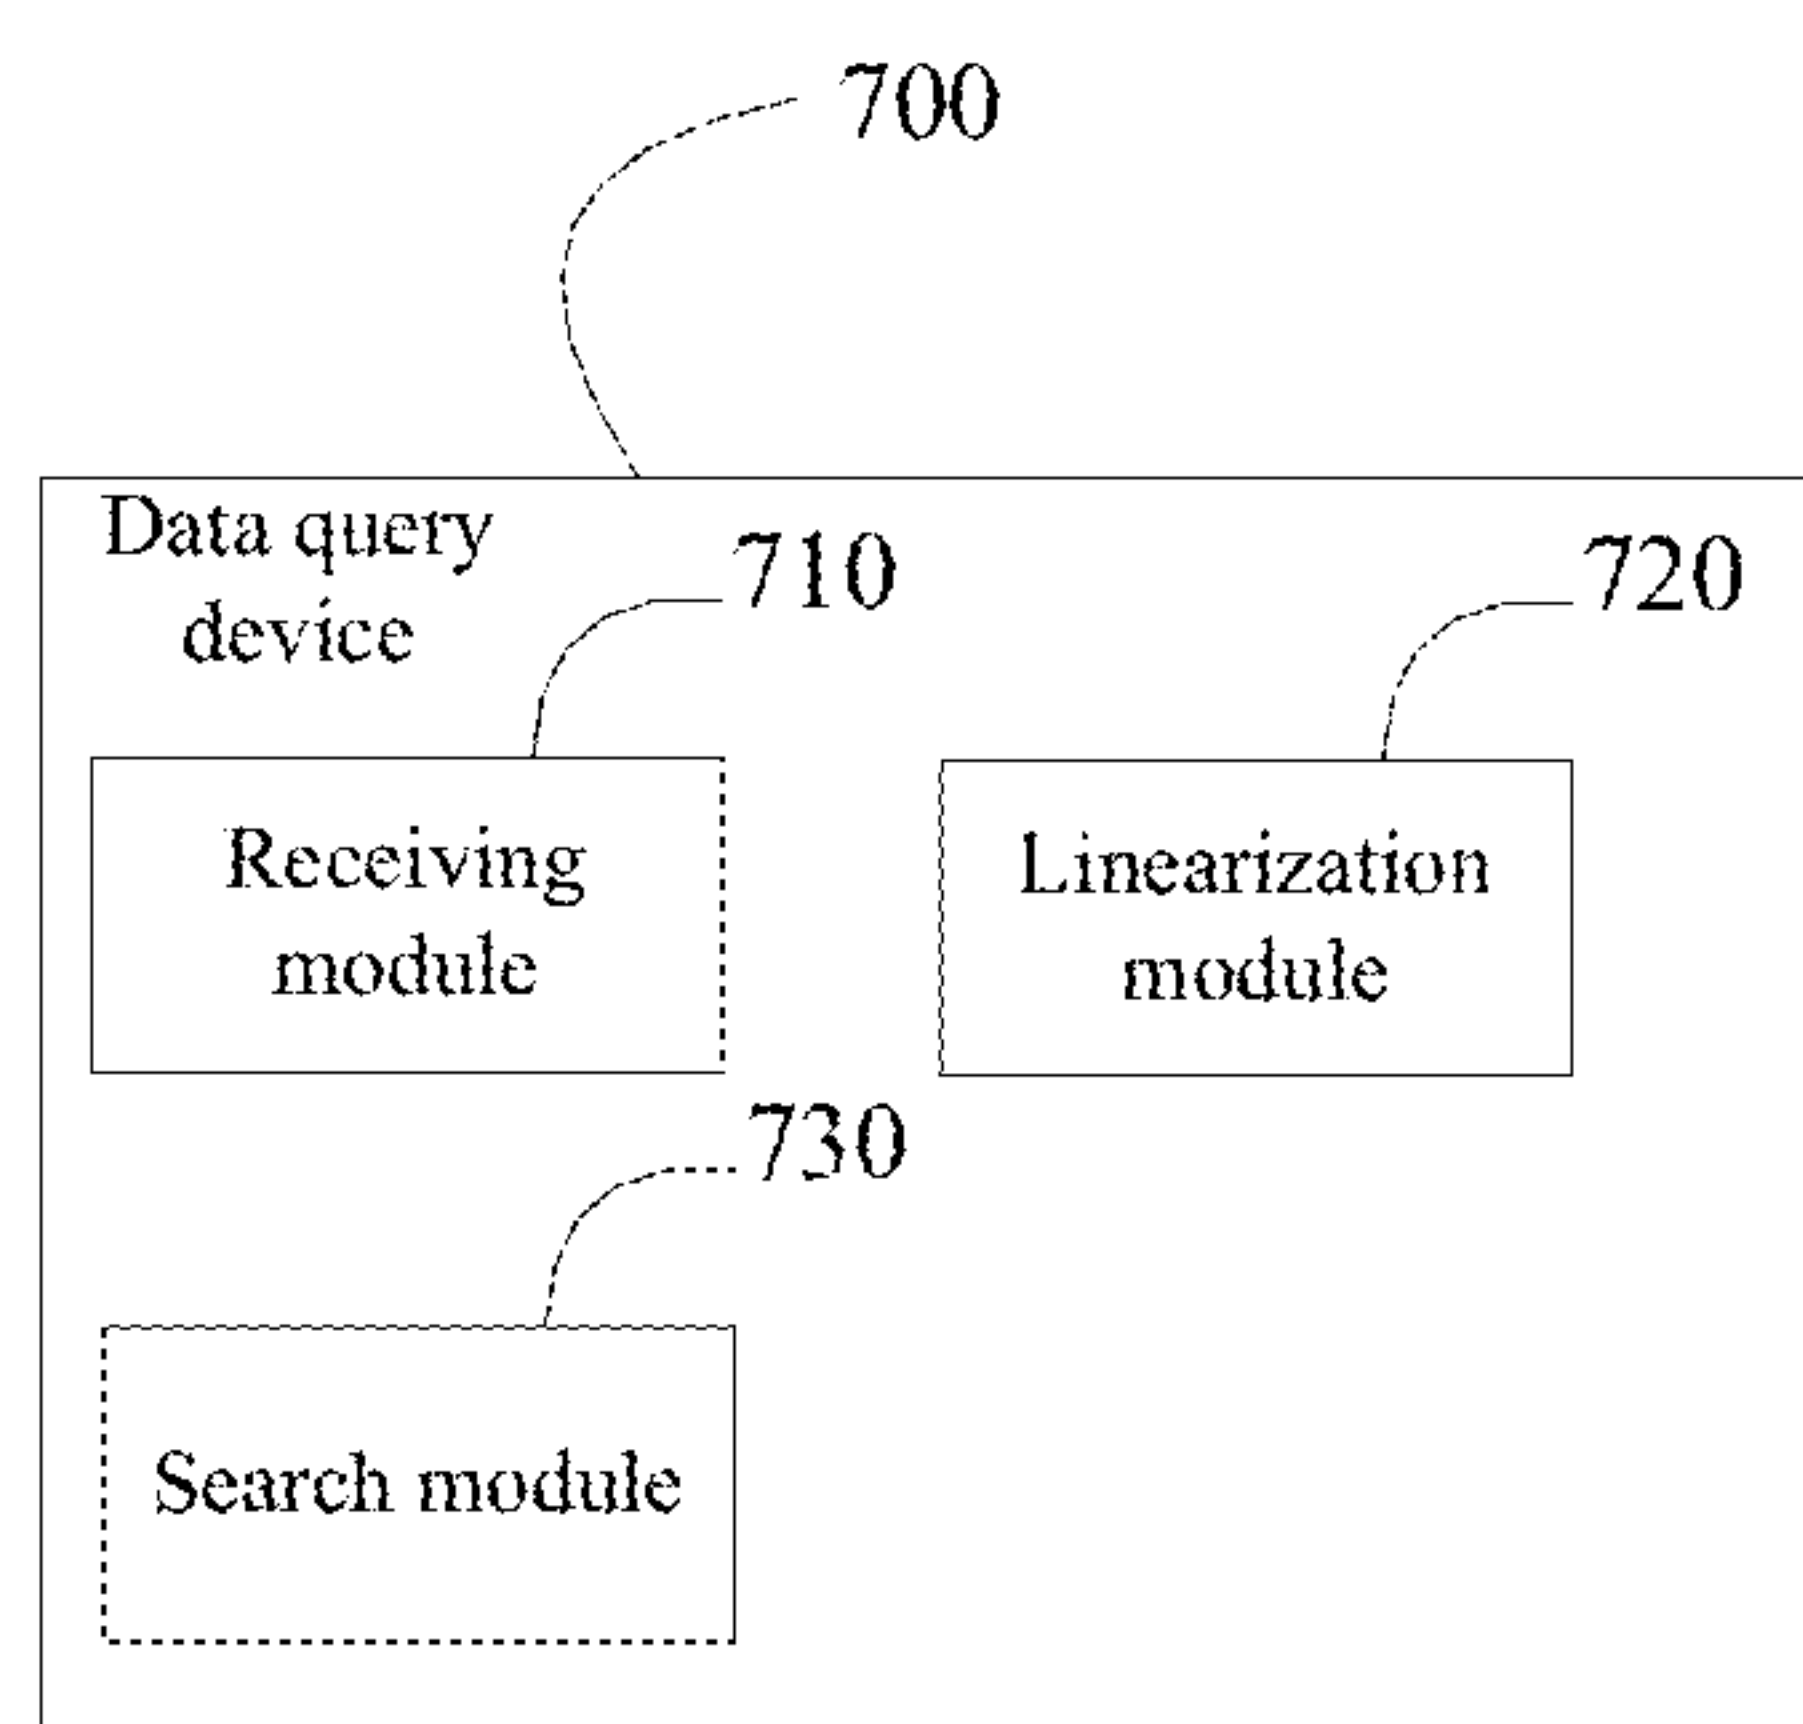 700
Data query
device
710
720
Receiving
module
Linearization
module
730
Search module